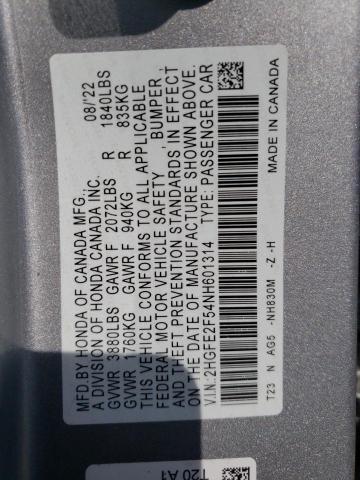 MFD.BY HONDA OF CANADA MFG.,
A DIVISION OF HONDA CANADA INC. 08/'22
GVWR 3880LBS GAWR F 2072LBS R 1840LBS
GVWR 1760KG GAWR F 940KG R 835KG
THIS VEHICLE CONFORMS TO ALL APPLICABLE
FEDERAL MOTOR VEHICLE SAFETY , BUMPER ,
AND THEFT PREVENTION STANDARDS IN EFFECT
ON THE DATE OF MANUFACTURE SHOWN ABOVE.
V.I.N.:2HGFE2F54NH601314 TYPE: PASSENGER CAR
T23 N AG5 -NH830M -Z -H MADE IN CANADA
T20 A1